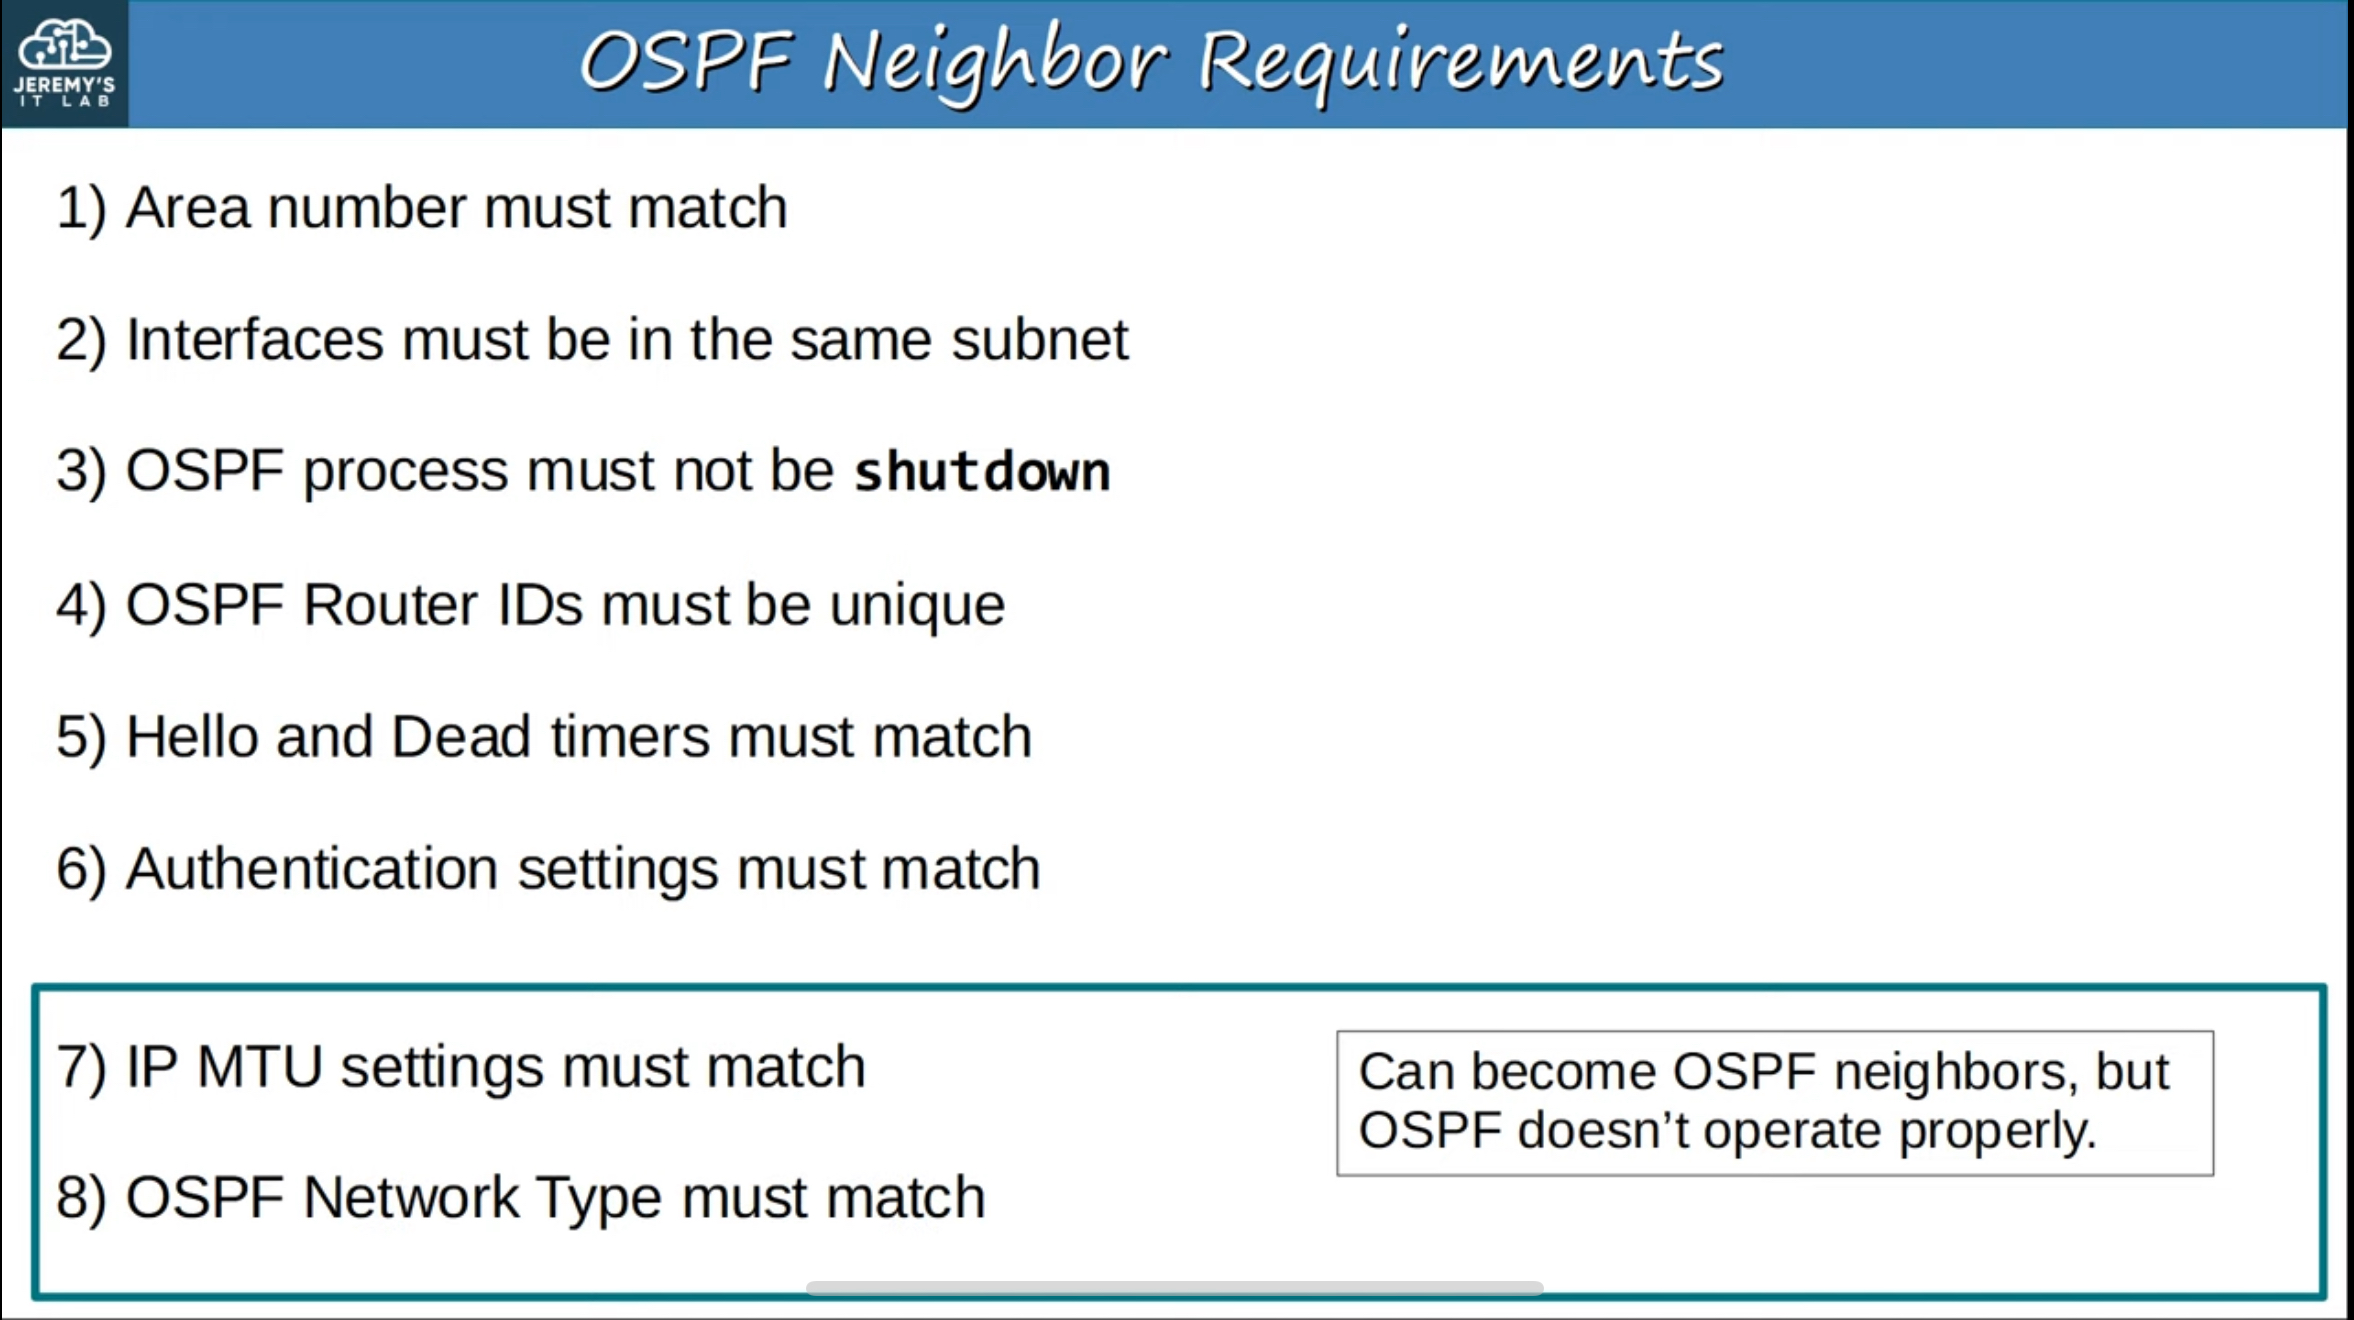 JEREMY'S
IT LAB
OSPF Neighbor Requirements
1) Area number must match
2) Interfaces must be in the same subnet
3) OSPF process must not be shutdown
4) OSPF Router IDs must be unique
5) Hello and Dead timers must match
6) Authentication settings must match
7) IP MTU settings must match
8) OSPF Network Type must match
Can become OSPF neighbors, but
OSPF doesn’t operate properly.